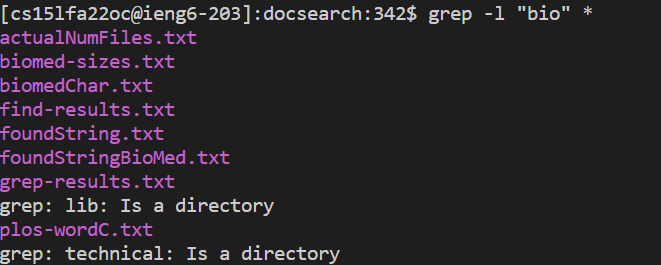 [cs15lfa22oc@ieng6-203]:docsearch:342$ grep -l "bio" *
actualNumFiles.txt
biomed-sizes.txt
biomedChar.txt
find-results.txt
foundString.txt
foundStringBioMed.txt
grep-results.txt
grep: lib: Is a directory
plos-wordC.txt
grep: technical: Is a directory